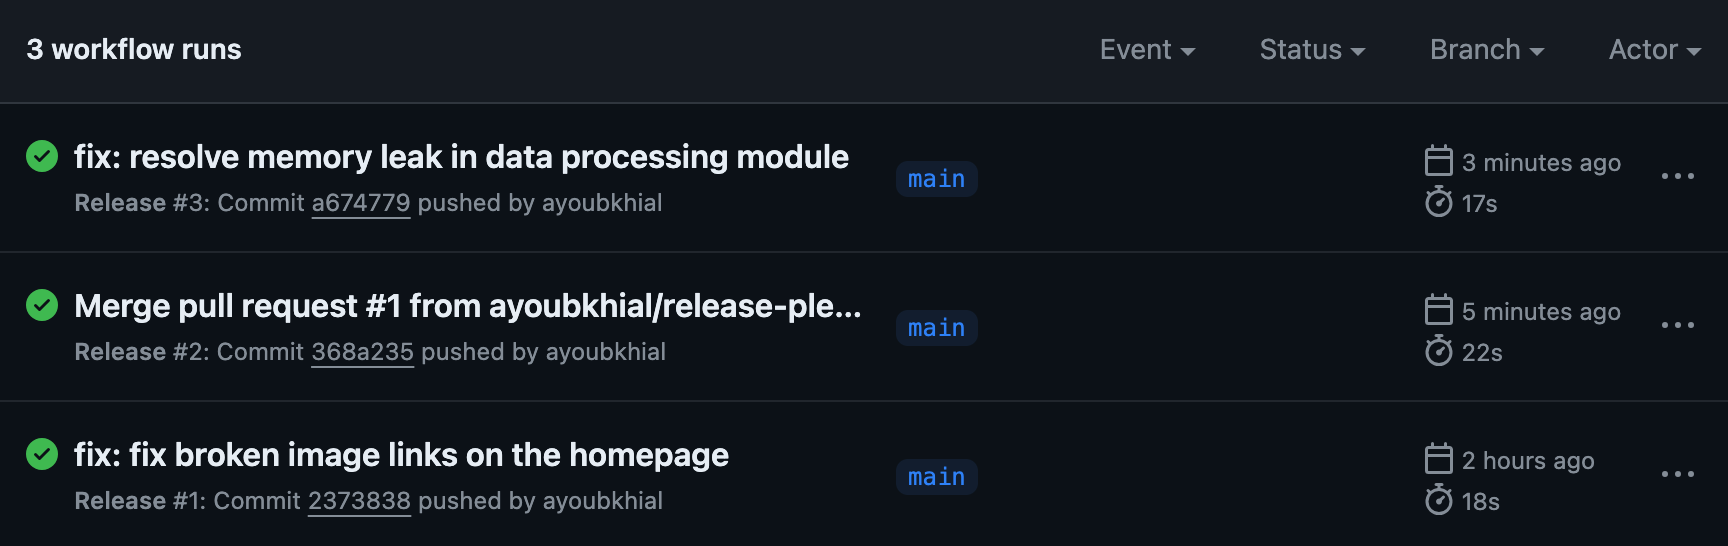 3 workflow runs
Event
Status
Branch
Actor
fix: resolve memory leak in data processing module
Release #3: Commit a674779 pushed by ayoubkhial
main
3 minutes ago
17s
Merge pull request #1 from ayoubkhial/release-ple...
Release #2: Commit 368a235 pushed by ayoubkhial
main
5 minutes ago
22s
fix: fix broken image links on the homepage
Release #1: Commit 2373838 pushed by ayoubkhial
main
2 hours ago
18s